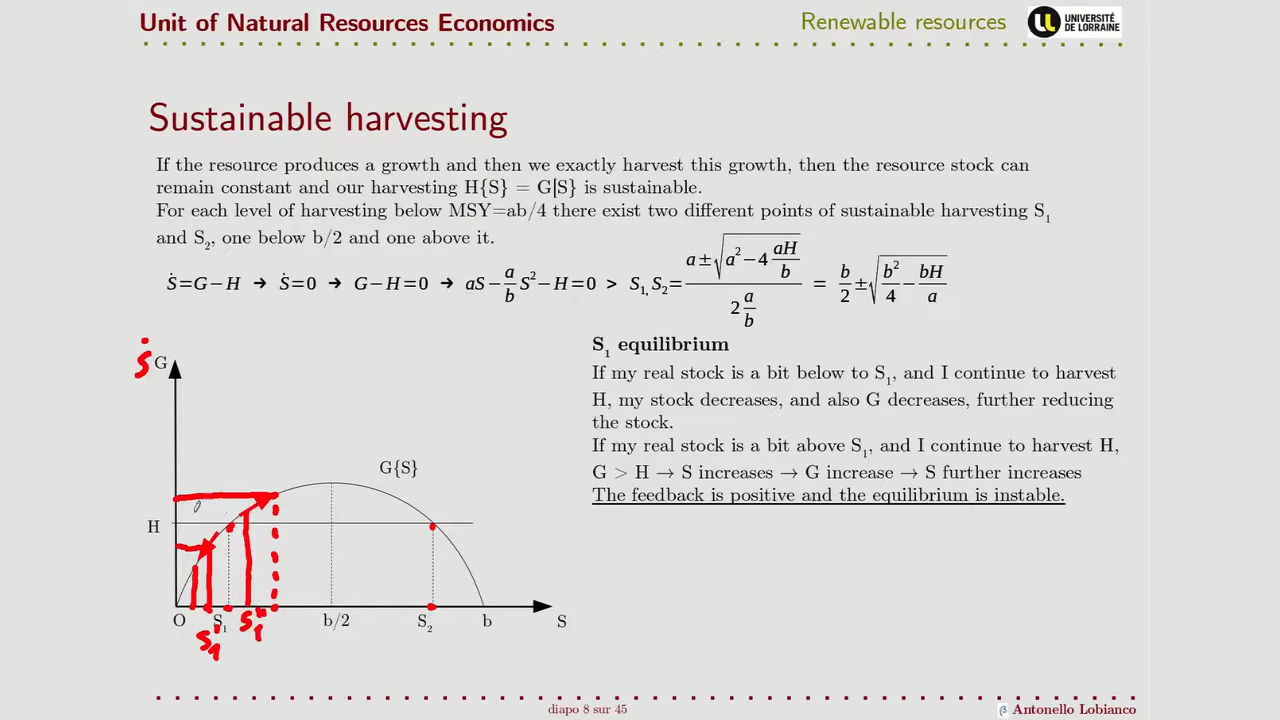 Unit of Natural Resources Economics
Renewable resources
UNIVERSITÉ
DE LORRAINE
Sustainable harvesting
If the resource produces a growth and then we exactly harvest this growth, then the resource stock can
remain constant and our harvesting H{S} = G[S} is sustainable.
For each level of harvesting below MSY=ab/4 there exist two different points of sustainable harvesting S₁
and S₂, one below b/2 and one above it.
Ṡ=G−H → Ṡ=0 → G−H=0 → aS−(a/b)S²−H=0 > S₁, S₂= (a±√(a²−4 aH/b))/(2 a/b) = b/2 ±√(b²/4 − bH/a)
S₁ equilibrium
If my real stock is a bit below to S₁, and I continue to harvest
H, my stock decreases, and also G decreases, further reducing
the stock.
If my real stock is a bit above S₁, and I continue to harvest H,
G > H → S increases → G increase → S further increases
The feedback is positive and the equilibrium is instable.
Ṡ G
G{S}
H
O S₁ b/2 S₂ b S
S₁' S₁"
diapo 8 sur 45
Antonello Lobianco